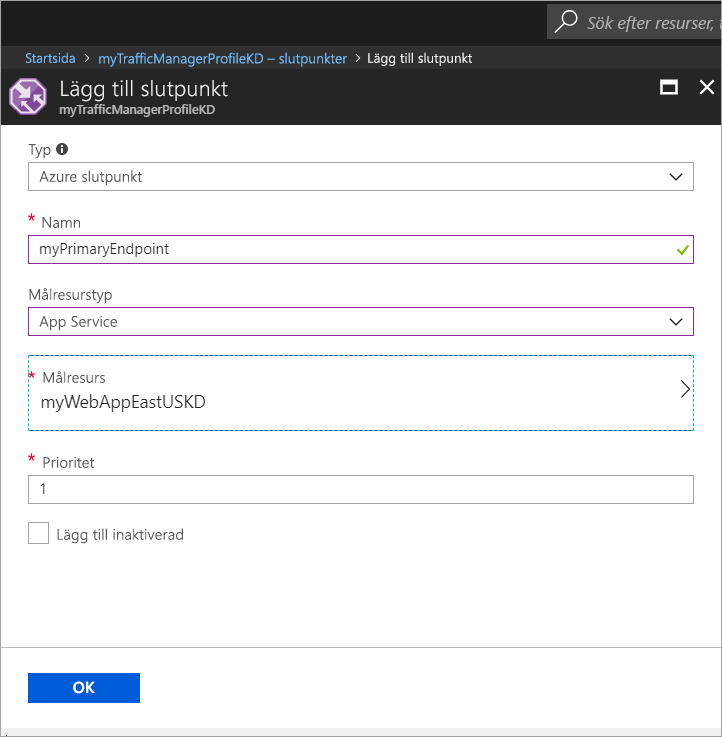 Sök efter resurser,
Startsida > myTrafficManagerProfileKD – slutpunkter > Lägg till slutpunkt
Lägg till slutpunkt
myTrafficManagerProfileKD
Typ
Azure slutpunkt
* Namn
myPrimaryEndpoint
Målresurstyp
App Service
* Målresurs
myWebAppEastUSKD
* Prioritet
1
Lägg till inaktiverad
OK